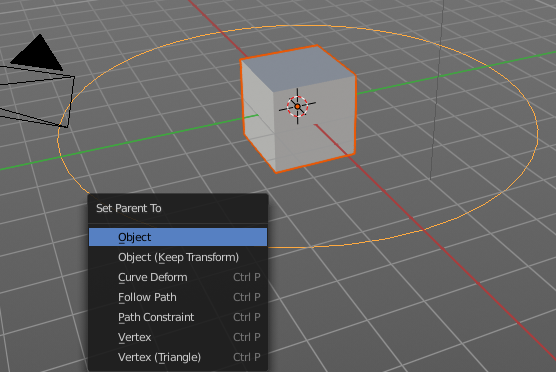 Set Parent To
Object
Object (Keep Transform)
Curve Deform Ctrl P
Follow Path Ctrl P
Path Constraint Ctrl P
Vertex Ctrl P
Vertex (Triangle) Ctrl P